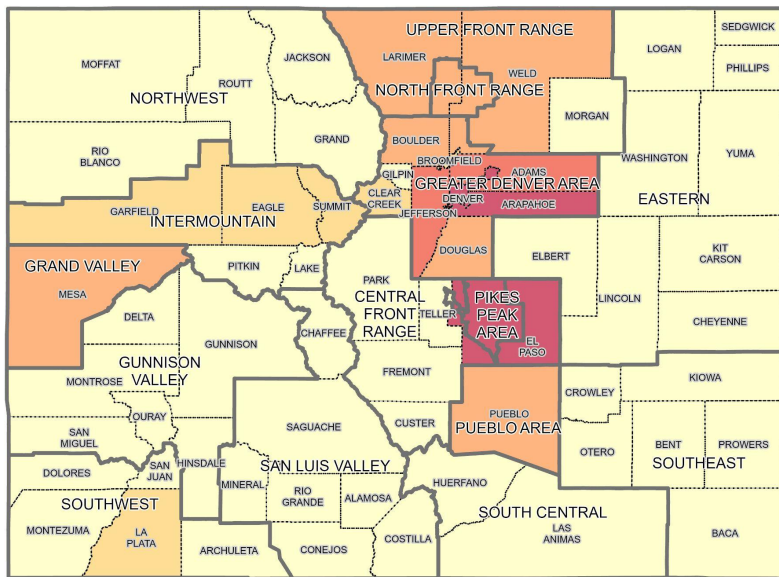 UPPER FRONT RANGE
SEDGWICK
LOGAN
JACKSON
LARIMER
MOFFAT
PHILLIPS
WELD
ROUTT
NORTHWEST
NORTH FRONT RANGE
MORGAN
GRAND
BOULDER
RIO
BLANCO
BROOMFIELD
WASHINGTON
YUMA
GILPIN
ADAMS
GREATER DENVER AREA
CLEAR
CREEK
DENVER
EASTERN
ARAPAHOE
EAGLE
SUMMIT
GARFIELD
JEFFERSON
INTERMOUNTAIN
DOUGLAS
ELBERT
KIT
CARSON
GRAND VALLEY
PITKIN
LAKE
PARK
MESA
CENTRAL
FRONT
RANGE
PIKES
PEAK
AREA
LINCOLN
DELTA
TELLER
CHEYENNE
CHAFFEE
GUNNISON
EL
PASO
GUNNISON
VALLEY
FREMONT
MONTROSE
CROWLEY
KIOWA
OURAY
PUEBLO
PUEBLO AREA
SAGUACHE
CUSTER
SAN
MIGUEL
OTERO
BENT
PROWERS
SOUTHEAST
DOLORES
SAN
JUAN
HINSDALE
SAN LUIS VALLEY
MINERAL
RIO
GRANDE
ALAMOSA
HUERFANO
SOUTHWEST
SOUTH CENTRAL
MONTEZUMA
LA
PLATA
LAS
ANIMAS
BACA
COSTILLA
ARCHULETA
CONEJOS